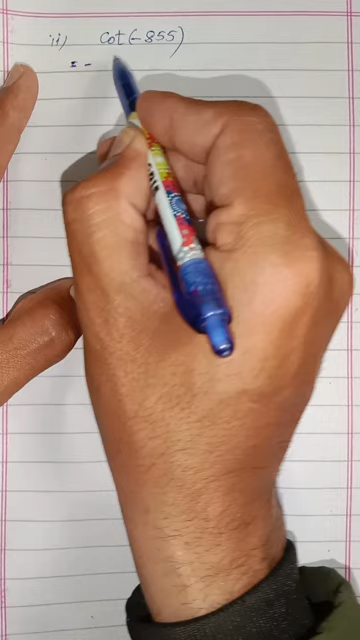 ii) cot(-855)
= -